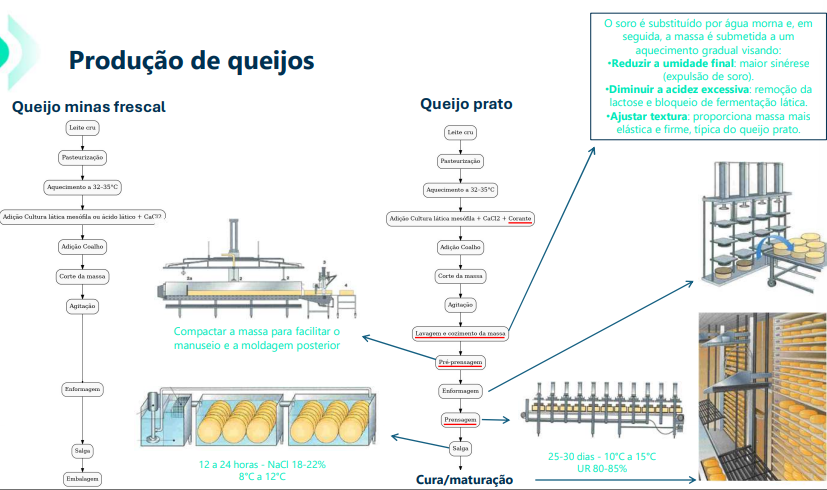 Produção de queijos
O soro é substituído por água morna e, em
seguida, a massa é submetida a um
aquecimento gradual visando:
•Reduzir a umidade final: maior sinérese
(expulsão de soro).
•Diminuir a acidez excessiva: remoção da
lactose e bloqueio de fermentação lática.
•Ajustar textura: proporciona massa mais
elástica e firme, típica do queijo prato.
Queijo minas frescal
Leite cru
Pasteurização
Aquecimento a 32-35°C
Adição Cultura lática mesófila ou ácido lático + CaCl2
Adição Coalho
Corte da massa
Agitação
Enformagem
Salga
Embalagem
Queijo prato
Leite cru
Pasteurização
Aquecimento a 32-35°C
Adição Cultura lática mesófila + CaCl2 + Corante
Adição Coalho
Corte da massa
Agitação
Lavagem e cozimento da massa
Pré-prensagem
Enformagem
Prensagem
Salga
Cura/maturação
Compactar a massa para facilitar o
manuseio e a moldagem posterior
12 a 24 horas - NaCl 18-22%
8°C a 12°C
25-30 dias - 10°C a 15°C
UR 80-85%